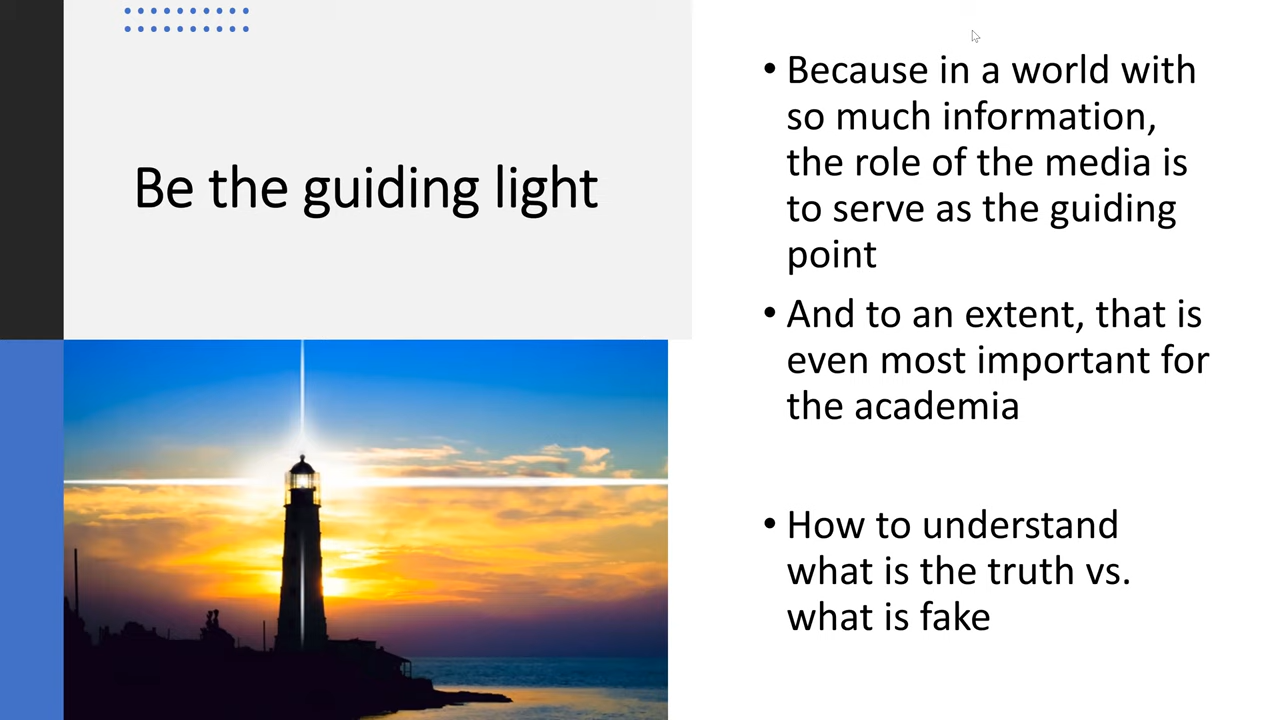 Be the guiding light
• Because in a world with
so much information,
the role of the media is
to serve as the guiding
point
• And to an extent, that is
even most important for
the academia
• How to understand
what is the truth vs.
what is fake